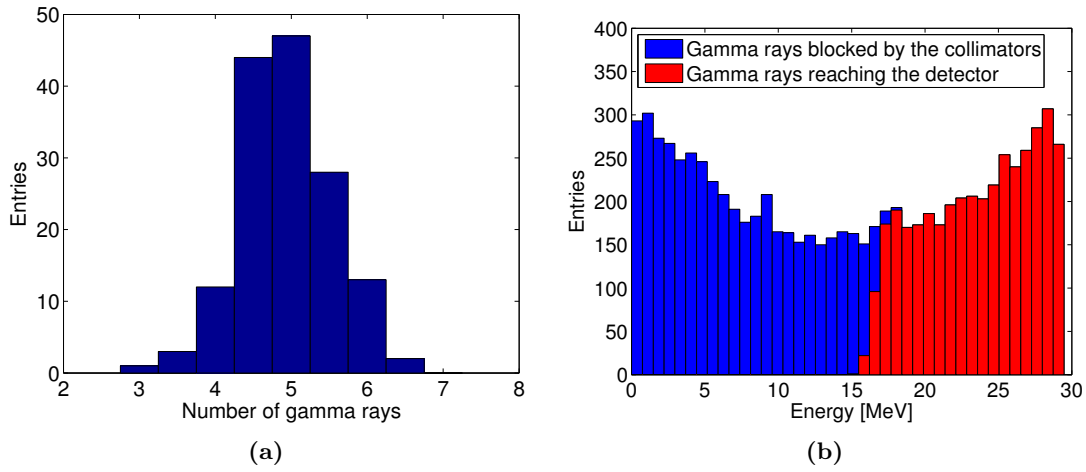 50
40
30
20
10
0
Entries
2 3 4 5 6 7 8
Number of gamma rays
(a)
400
350
300
250
200
150
100
50
0
Entries
Gamma rays blocked by the collimators
Gamma rays reaching the detector
0 5 10 15 20 25 30
Energy [MeV]
(b)